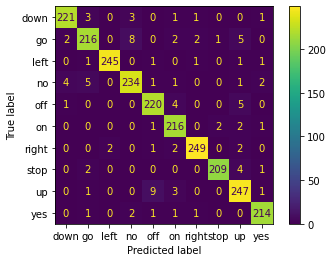 down 221 3 0 3 0 1 1 0 0 1
go 2 216 0 8 0 2 2 1 5 0
left 0 1 245 0 1 0 1 0 1 1
no 4 5 0 234 1 1 0 0 1 2
off 1 0 0 0 220 4 0 0 5 0
on 0 0 0 0 1 216 0 2 2 1
right 0 0 2 0 1 2 249 0 2 0
stop 0 2 0 0 0 0 0 209 4 1
up 0 1 0 0 9 3 0 0 247 1
yes 0 1 0 2 1 1 1 0 0 214
down go left no off on right stop up yes
Predicted label
True label
200
150
100
50
0